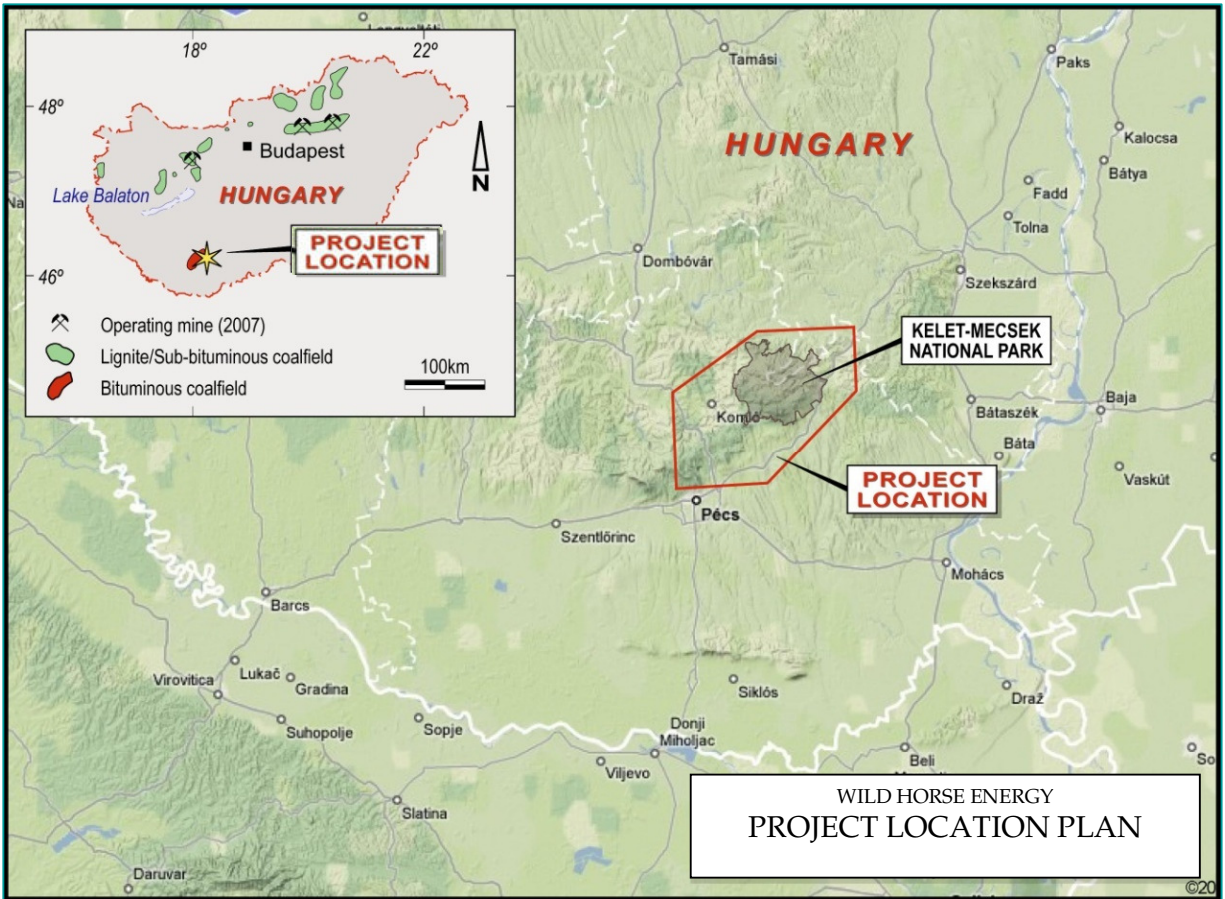 18º
22º
48º
46º
N
Budapest
Lake Balaton
HUNGARY
PROJECT
LOCATION
Operating mine (2007)
Lignite/Sub-bituminous coalfield
Bituminous coalfield
100km
Tamási
Paks
HUNGARY
Kalocsa
Bátya
Fadd
Tolna
Dombóvár
Szekszárd
KELET-MECSEK
NATIONAL PARK
Komló
Bátaszék
Baja
Báta
Vaskút
PROJECT
LOCATION
Pécs
Szentlőrinc
Mohács
Barcs
Lukač
Virovitica
Gradina
Siklós
Draž
Suhopolje
Sopje
Donji
Miholjac
Viljevo
Beli
So
Slatina
Daruvar
WILD HORSE ENERGY
PROJECT LOCATION PLAN
©20